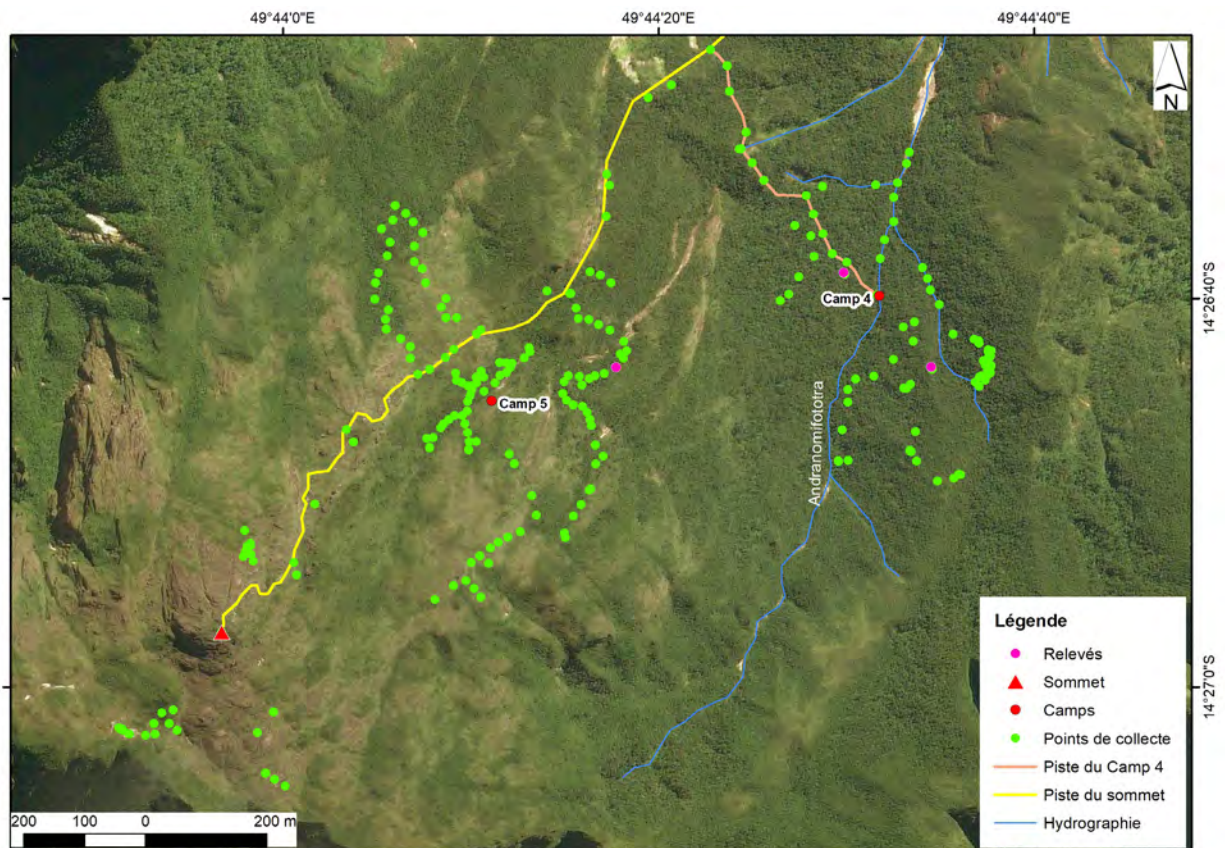 49°44'0"E
49°44'20"E
49°44'40"E
N
14°26'40"S
Camp 4
Camp 5
Andranomifototra
14°27'0"S
Légende
Relevés
Sommet
Camps
Points de collecte
Piste du Camp 4
Piste du sommet
Hydrographie
200 100 0 200 m